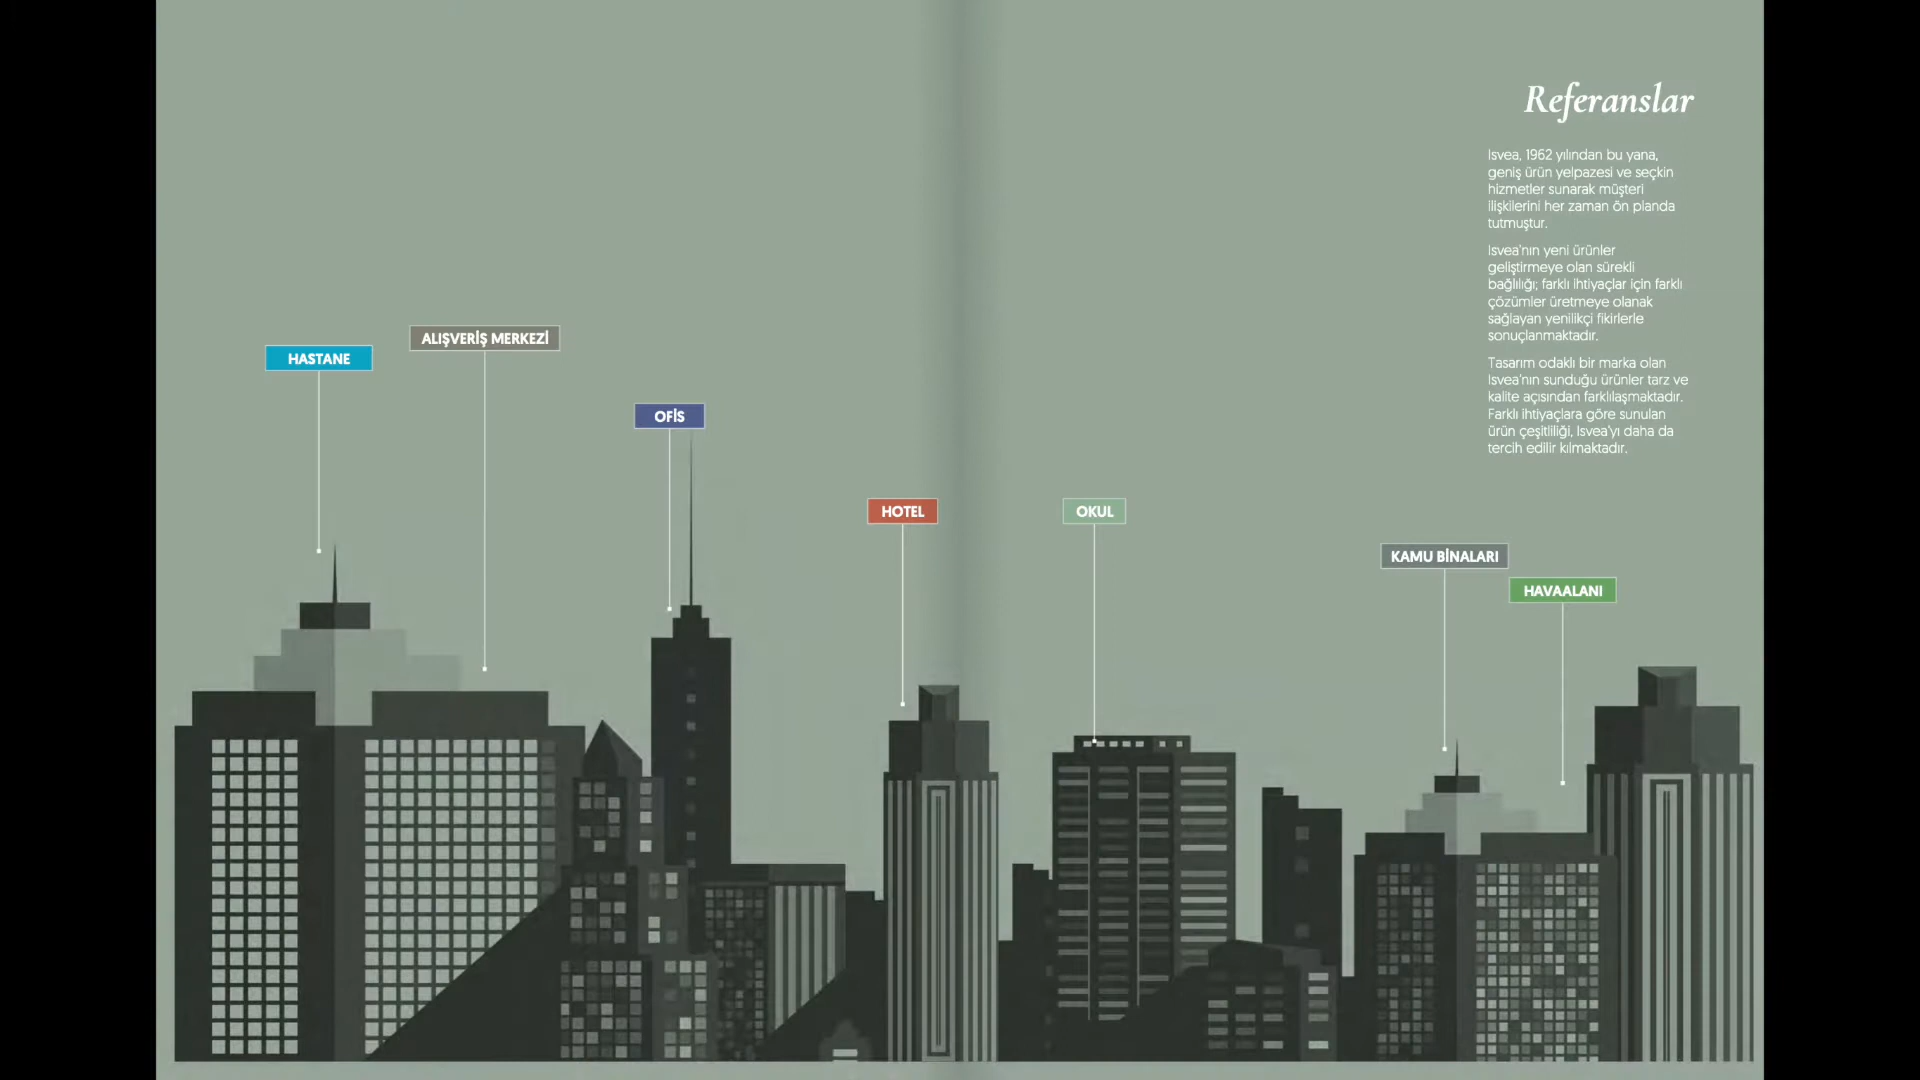 Referanslar
Isvea, 1962 yılından bu yana,
geniş ürün yelpazesi ve seçkin
hizmetler sunarak müşteri
ilişkilerini her zaman ön planda
tutmuştur.
Isvea'nın yeni ürünler
geliştirmeye olan sürekli
bağlılığı; farklı ihtiyaçlar için farklı
çözümler üretmeye olanak
sağlayan yenilikçi fikirlerle
sonuçlanmaktadır.
Tasarım odaklı bir marka olan
Isvea'nın sunduğu ürünler tarz ve
kalite açısından farklılaşmaktadır.
Farklı ihtiyaçlara göre sunulan
ürün çeşitliliği, Isvea'yı daha da
tercih edilir kılmaktadır.
ALIŞVERİŞ MERKEZİ
HASTANE
OFİS
HOTEL
OKUL
KAMU BİNALARI
HAVAALANI